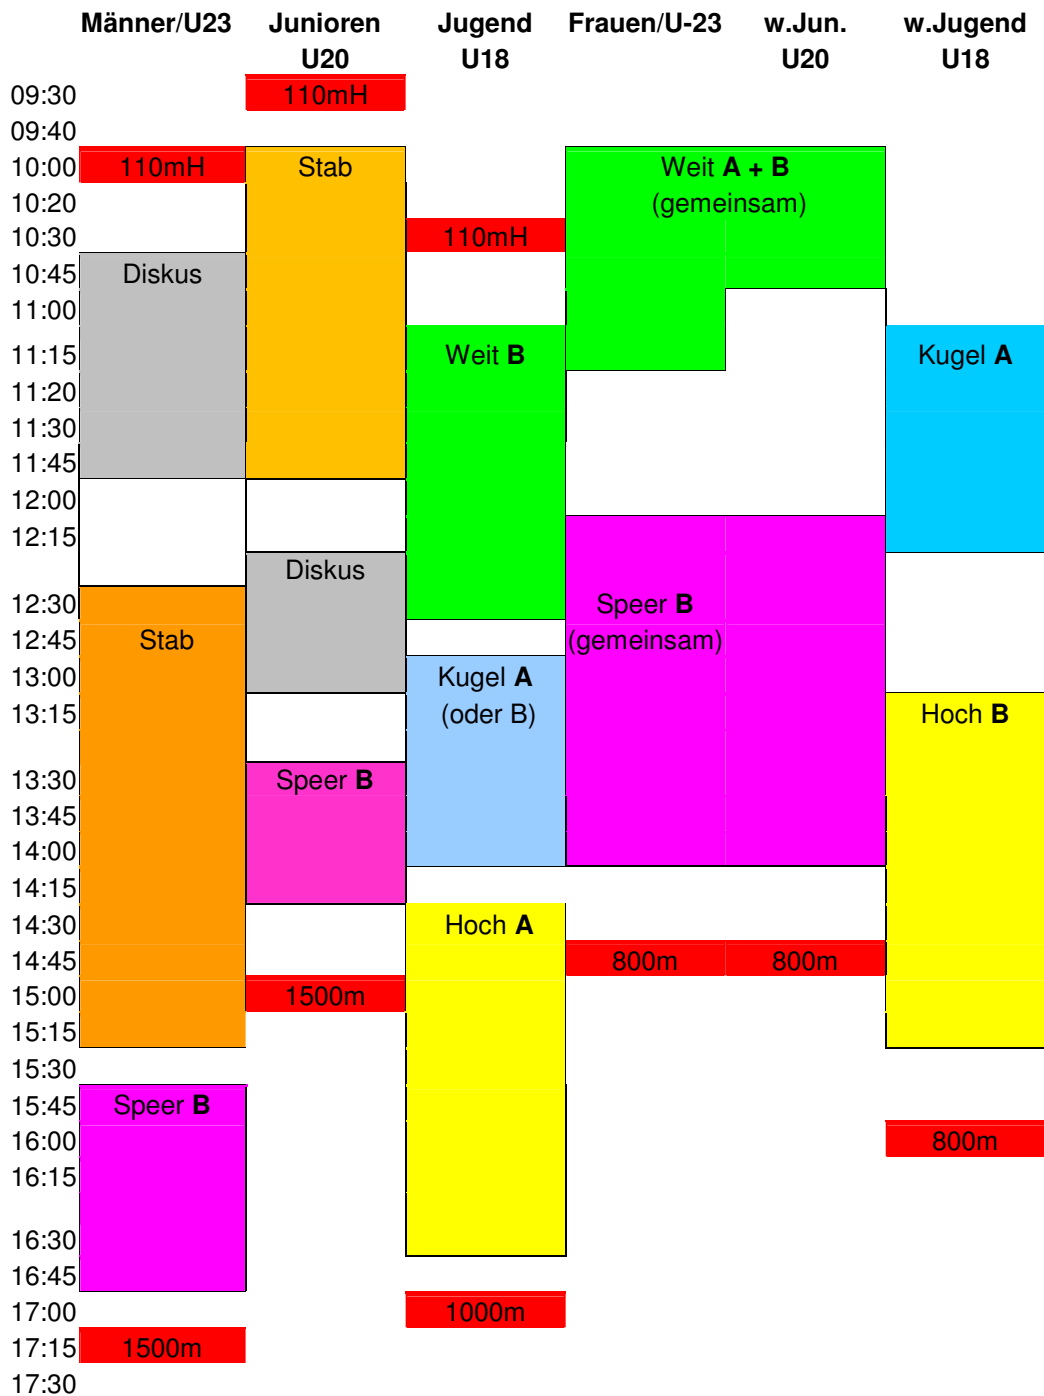 Männer/U23 Junioren Jugend Frauen/U-23 w.Jun. w.Jugend
U20 U18 U20 U18
09:30 110mH
09:40
10:00 110mH Stab Weit A + B
10:20 (gemeinsam)
10:30 110mH
10:45 Diskus
11:00
11:15 Weit B Kugel A
11:20
11:30
11:45
12:00
12:15
Diskus
12:30 Speer B
12:45 Stab (gemeinsam)
13:00 Kugel A
13:15 (oder B) Hoch B
13:30 Speer B
13:45
14:00
14:15
14:30 Hoch A
14:45 800m 800m
15:00 1500m
15:15
15:30
15:45 Speer B
16:00 800m
16:15
16:30
16:45
17:00 1000m
17:15 1500m
17:30